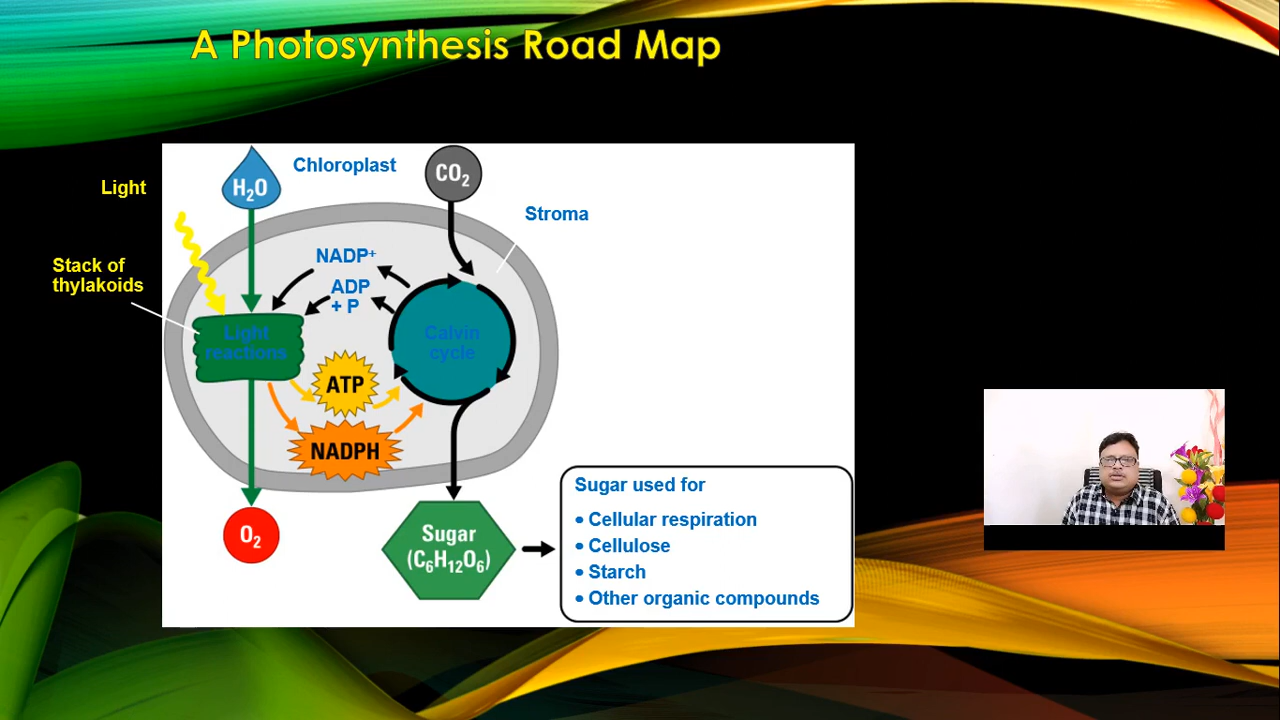 A Photosynthesis Road Map
H₂O
Chloroplast
CO₂
Light
Stroma
Stack of
thylakoids
NADP⁺
ADP
+ P
Light
reactions
Calvin
cycle
ATP
NADPH
O₂
Sugar
(C₆H₁₂O₆)
Sugar used for
• Cellular respiration
• Cellulose
• Starch
• Other organic compounds